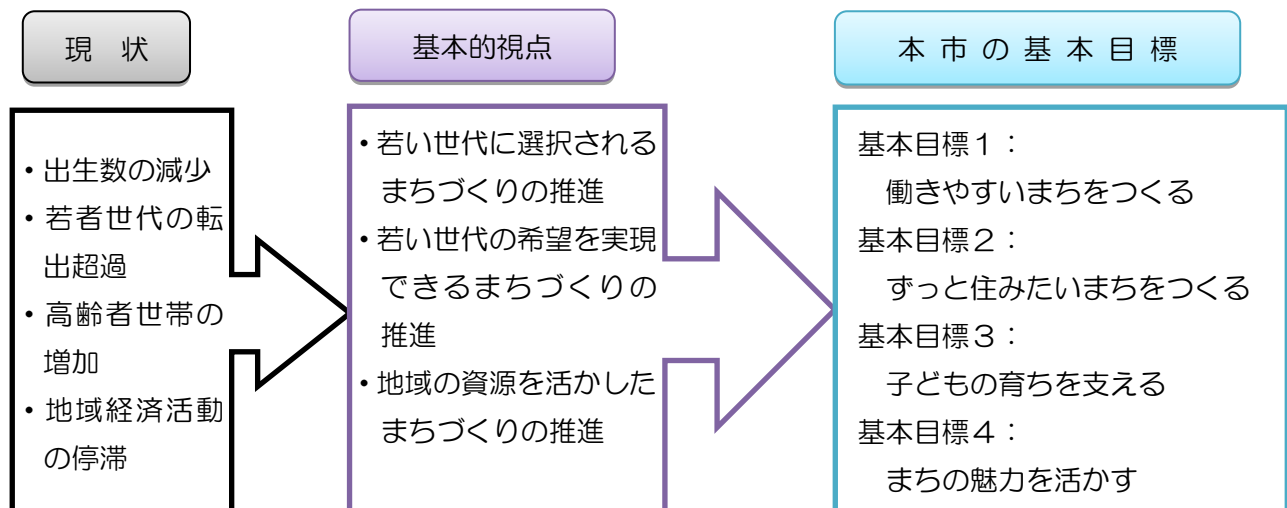 現　状
・出生数の減少
・若者世代の転
出超過
・高齢者世帯の
増加
・地域経済活動
の停滞
基本的視点
・若い世代に選択される
まちづくりの推進
・若い世代の希望を実現
できるまちづくりの
推進
・地域の資源を活かした
まちづくりの推進
本 市 の 基 本 目 標
基本目標１：
働きやすいまちをつくる
基本目標２：
ずっと住みたいまちをつくる
基本目標３：
子どもの育ちを支える
基本目標４：
まちの魅力を活かす